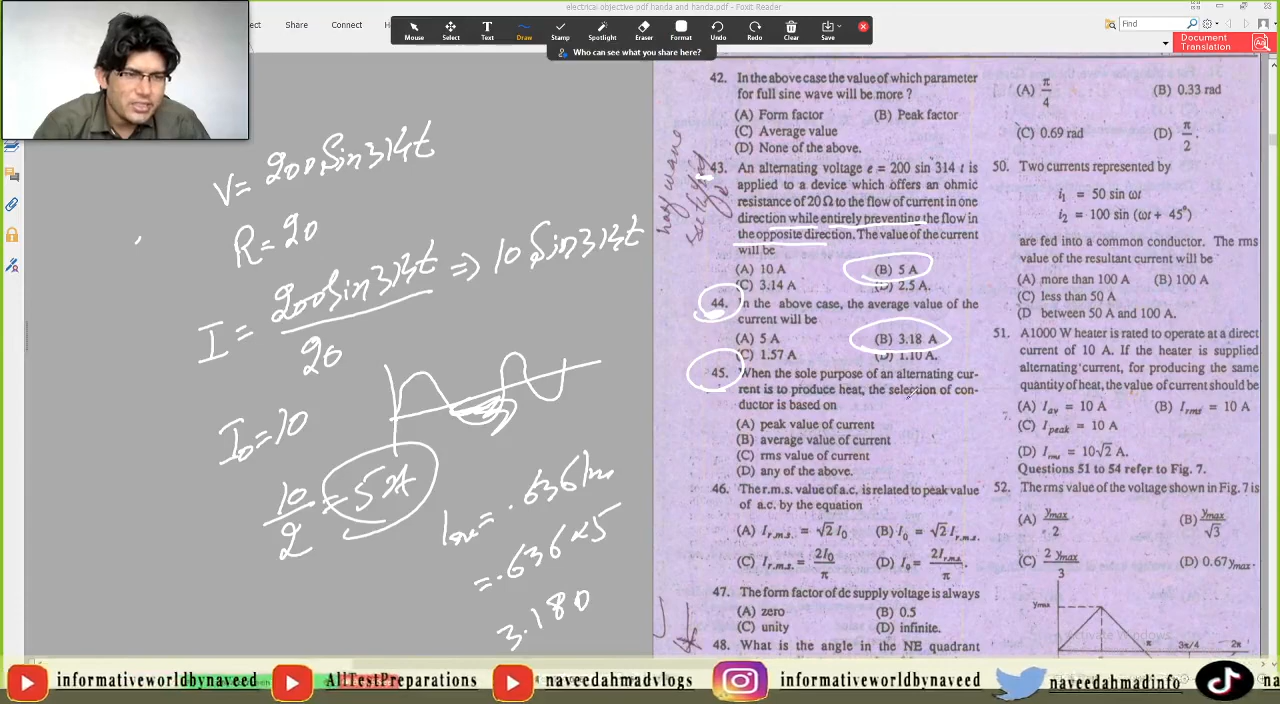 electrical objective pdf handa and handa.pdf - Foxit Reader
Share
Connect
Help
Find
Mouse
Select
Text
Draw
Stamp
Spotlight
Eraser
Format
Undo
Redo
Clear
Save
Who can see what you share here?
Document
Translation
V= 200 Sin 314t
R = 20
I = 200 Sin 314t => 10 Sin 314t
20
I0 = 10
10 = 5 A
2
= .636
= .636x5
3.180
half wave
42. In the above case the value of which parameter
for full sine wave will be more ?
(A) Form factor (B) Peak factor
(C) Average value
(D) None of the above.
43. An alternating voltage e = 200 sin 314 t is
applied to a device which offers an ohmic
resistance of 20 Ω to the flow of current in one
direction while entirely preventing the flow in
the opposite direction. The value of the current
will be
(A) 10 A (B) 5 A
(C) 3.14 A (D) 2.5 A.
44. In the above case, the average value of the
current will be
(A) 5 A (B) 3.18 A
(C) 1.57 A (D) 1.10 A.
45. When the sole purpose of an alternating cur-
rent is to produce heat, the selection of con-
ductor is based on
(A) peak value of current
(B) average value of current
(C) rms value of current
(D) any of the above.
46. The r.m.s. value of a.c. is related to peak value
of a.c. by the equation
(A) I r.m.s. = √2 I0 (B) I0 = √2 I r.m.s.
(C) I r.m.s. = 2I0/π (D) I0 = 2I r.m.s./π.
47. The form factor of dc supply voltage is always
(A) zero (B) 0.5
(C) unity (D) infinite.
48. What is the angle in the NE quadrant
(A) π/4 (B) 0.33 rad
(C) 0.69 rad (D) π/2.
50. Two currents represented by
i1 = 50 sin ωt
i2 = 100 sin (ωt + 45°)
are fed into a common conductor. The rms
value of the resultant current will be
(A) more than 100 A (B) 100 A
(C) less than 50 A
(D between 50 A and 100 A.
51. A1000 W heater is rated to operate at a direct
current of 10 A. If the heater is supplied
alternating current, for producing the same
quantity of heat, the value of current should be
(A) Iav = 10 A (B) Irms = 10 A
(C) Ipeak = 10 A
(D) Irms = 10√2 A.
Questions 51 to 54 refer to Fig. 7.
52. The rms value of the voltage shown in Fig.7 is
(A) ymax/2 (B) ymax/√3
(C) 2 ymax/3 (D) 0.67ymax.
ymax
π 3π/4 2π
Activate Windows
informativeworldbynaveed
AllTestPreparations
naveedahmadvlogs
informativeworldbynaveed
naveedahmadinfo
na